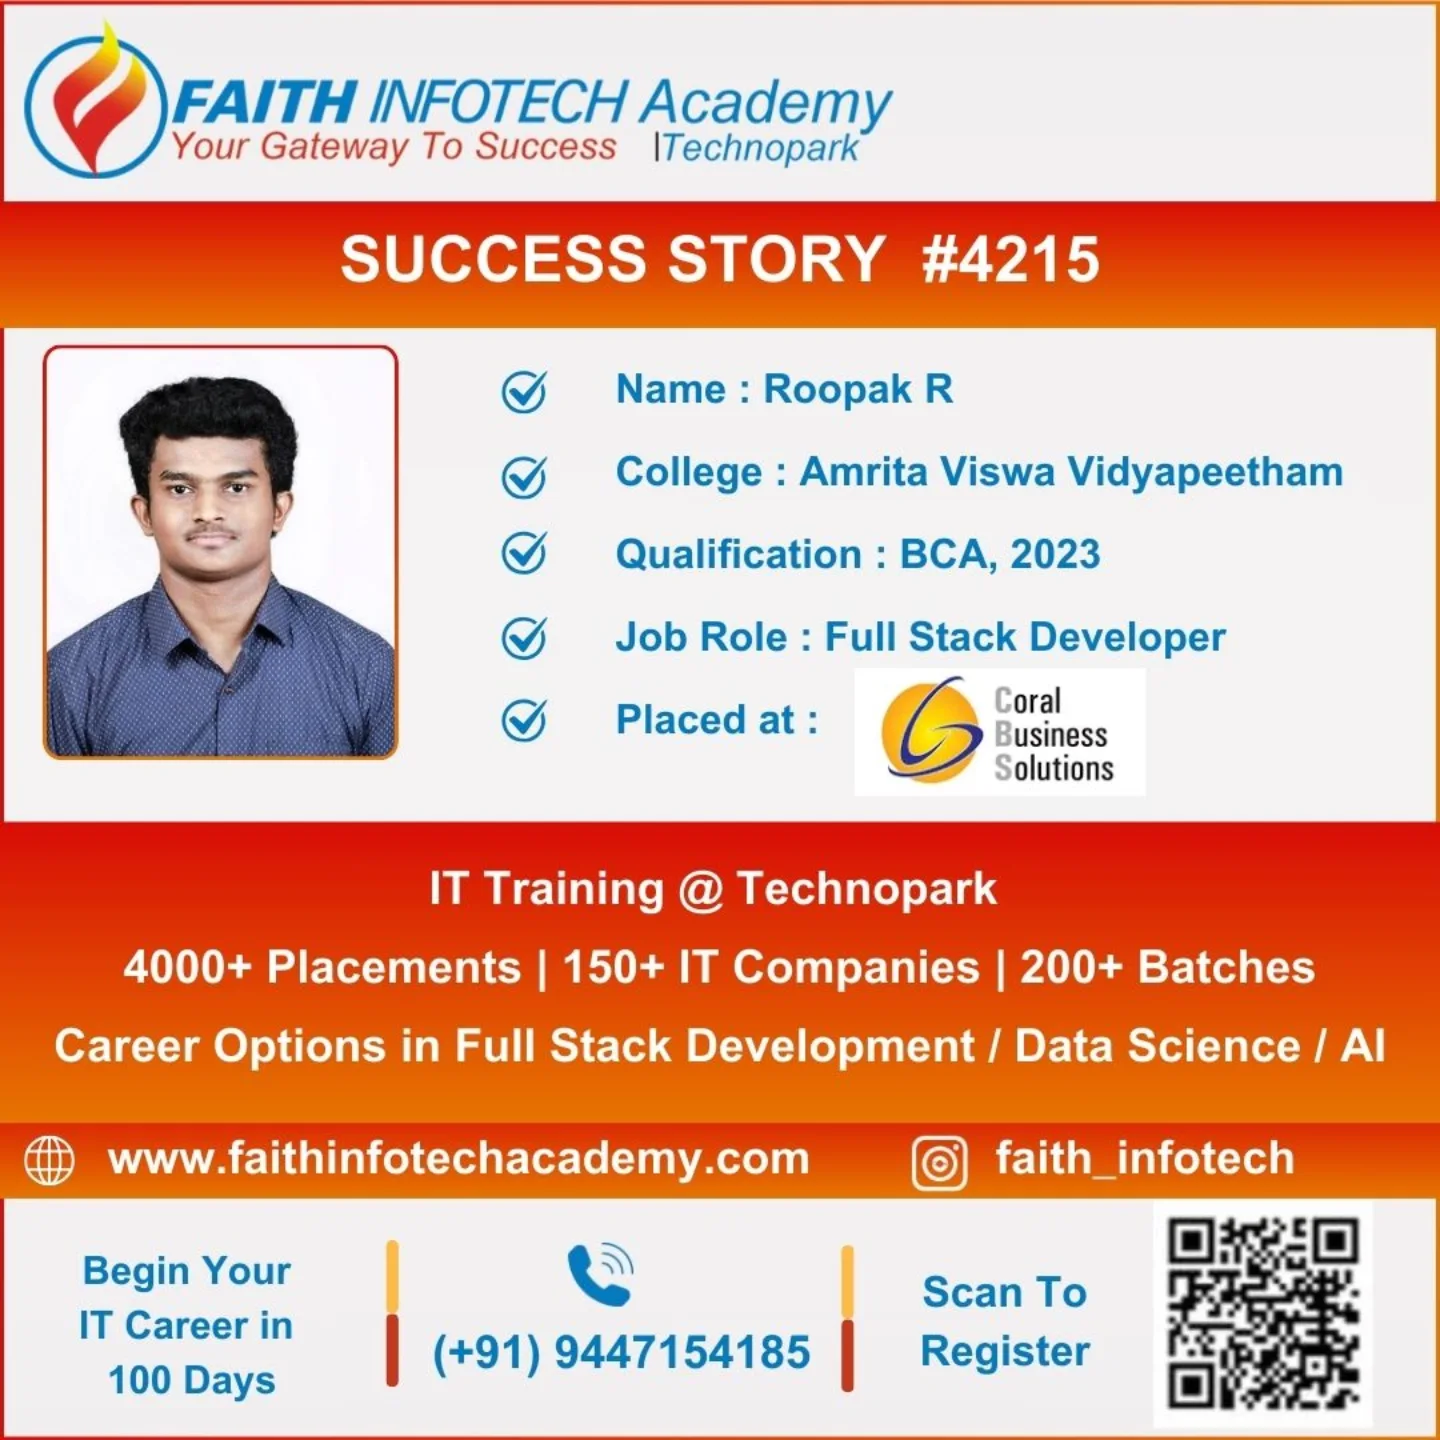 FAITH INFOTECH Academy
Your Gateway To Success |Technopark
SUCCESS STORY #4215
Name : Roopak R
College : Amrita Viswa Vidyapeetham
Qualification : BCA, 2023
Job Role : Full Stack Developer
Placed at :
Coral
Business
Solutions
IT Training @ Technopark
4000+ Placements | 150+ IT Companies | 200+ Batches
Career Options in Full Stack Development / Data Science / AI
www.faithinfotechacademy.com
faith_infotech
Begin Your
IT Career in
100 Days
(+91) 9447154185
Scan To
Register